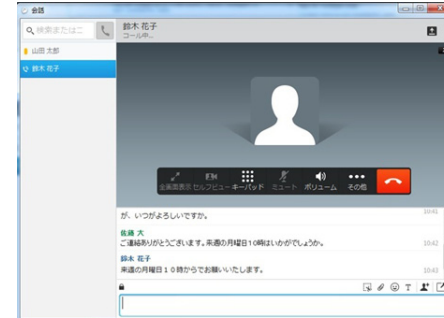 会話
検索またはこ
鈴木 花子
コール中...
山田 太郎
鈴木 花子
全画面表示 セルフビュー キーパッド ミュート ボリューム その他
が、いつがよろしいですか。 10:41
佐藤 大
ご連絡ありがとうございます。来週の月曜日10時はいかがでしょうか。 10:42
鈴木 花子
来週の月曜日10時からでお願いいたします。 10:43